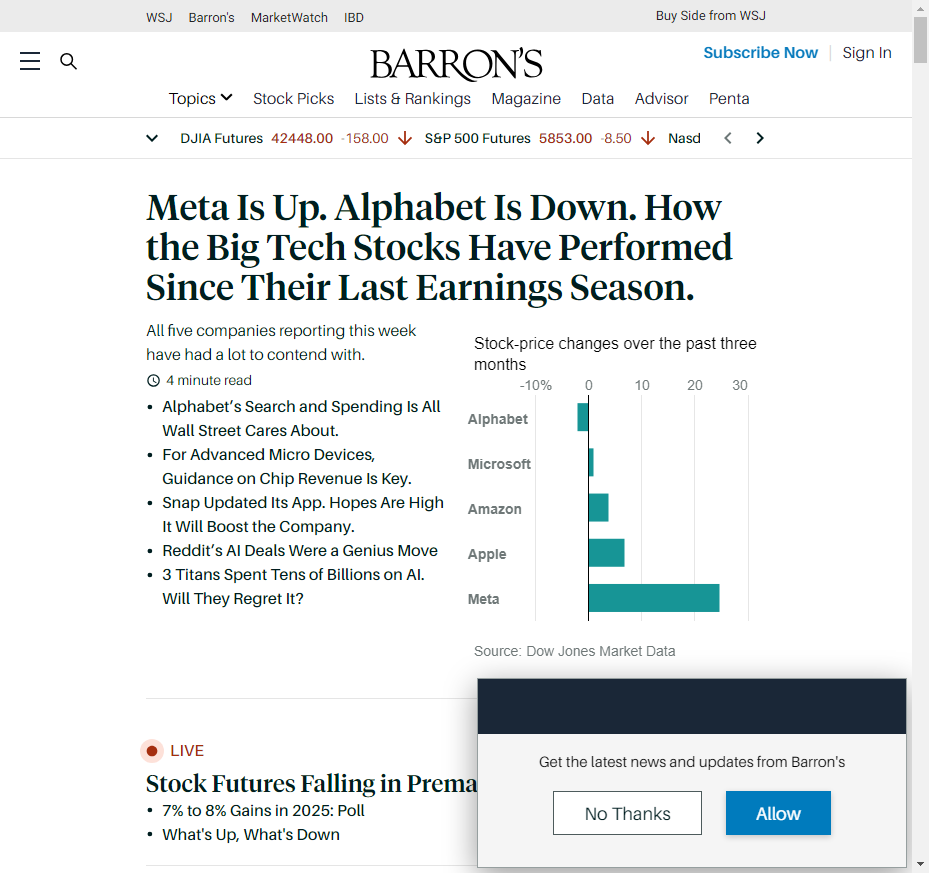 WSJ Barron's MarketWatch IBD Buy Side from WSJ
BARRON'S
Subscribe Now Sign In
Topics Stock Picks Lists & Rankings Magazine Data Advisor Penta
DJIA Futures 42448.00 -158.00 S&P 500 Futures 5853.00 -8.50 Nasd
Meta Is Up. Alphabet Is Down. How
the Big Tech Stocks Have Performed
Since Their Last Earnings Season.
All five companies reporting this week
have had a lot to contend with.
4 minute read
• Alphabet’s Search and Spending Is All
Wall Street Cares About.
• For Advanced Micro Devices,
Guidance on Chip Revenue Is Key.
• Snap Updated Its App. Hopes Are High
It Will Boost the Company.
• Reddit’s AI Deals Were a Genius Move
• 3 Titans Spent Tens of Billions on AI.
Will They Regret It?
Stock-price changes over the past three
months
-10% 0 10 20 30
Alphabet
Microsoft
Amazon
Apple
Meta
Source: Dow Jones Market Data
LIVE
Stock Futures Falling in Prema
• 7% to 8% Gains in 2025: Poll
• What's Up, What's Down
Get the latest news and updates from Barron's
No Thanks Allow